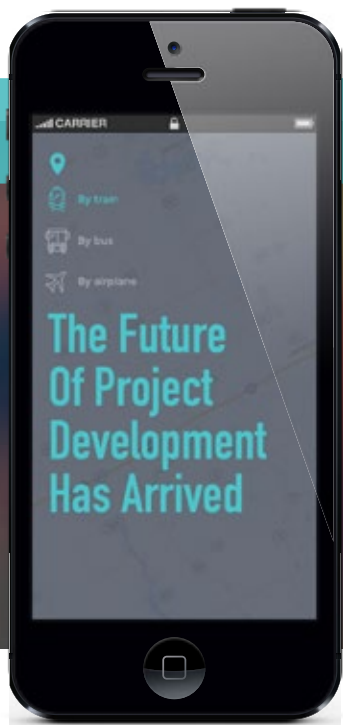 CARRIER
By train
By bus
By airplane
The Future
Of Project
Development
Has Arrived